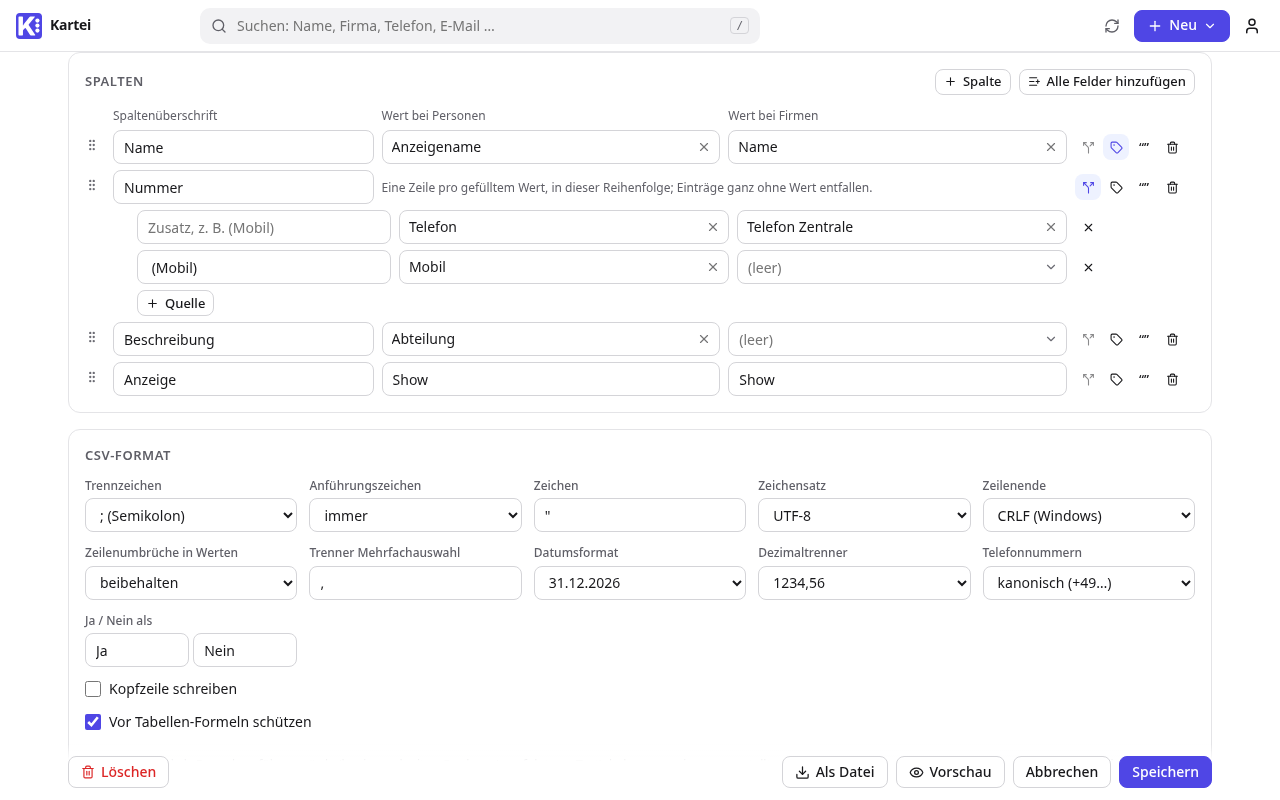 Kartei
Suchen: Name, Firma, Telefon, E-Mail …
/
Neu
SPALTEN
Spalte
Alle Felder hinzufügen
Spaltenüberschrift Wert bei Personen Wert bei Firmen
Name Anzeigename Name “”
Nummer Eine Zeile pro gefülltem Wert, in dieser Reihenfolge; Einträge ganz ohne Wert entfallen. “”
Zusatz, z. B. (Mobil) Telefon Telefon Zentrale
(Mobil) Mobil (leer)
Quelle
Beschreibung Abteilung (leer) “”
Anzeige Show Show “”
CSV-FORMAT
Trennzeichen Anführungszeichen Zeichen Zeichensatz Zeilenende
; (Semikolon) immer " UTF-8 CRLF (Windows)
Zeilenumbrüche in Werten Trenner Mehrfachauswahl Datumsformat Dezimaltrenner Telefonnummern
beibehalten , 31.12.2026 1234,56 kanonisch (+49…)
Ja / Nein als
Ja Nein
Kopfzeile schreiben
Vor Tabellen-Formeln schützen
Löschen Als Datei Vorschau Abbrechen Speichern